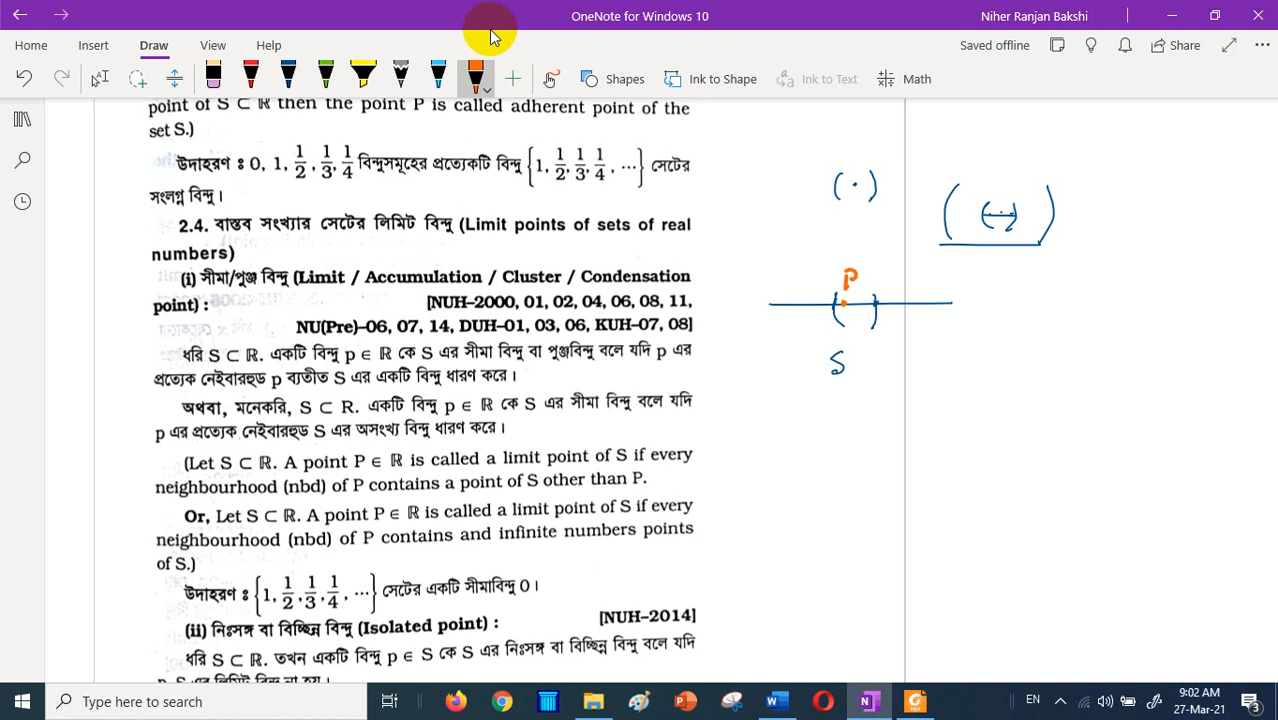 OneNote for Windows 10
Niher Ranjan Bakshi
Home Insert Draw View Help
Saved offline Share
Shapes Ink to Shape Ink to Text Math
point of S ⊂ ℝ then the point P is called adherent point of the
set S.)
উদাহরণ ঃ 0, 1, 1/2, 1/3, 1/4 বিন্দুসমূহের প্রত্যেকটি বিন্দু {1, 1/2, 1/3, 1/4, ...} সেটের
সংলগ্ন বিন্দু।
2.4. বাস্তব সংখ্যার সেটের লিমিট বিন্দু (Limit points of sets of real
numbers)
(i) সীমা/পুঞ্জ বিন্দু (Limit / Accumulation / Cluster / Condensation
point) : [NUH–2000, 01, 02, 04, 06, 08, 11,
NU(Pre)–06, 07, 14, DUH–01, 03, 06, KUH–07, 08]
ধরি S ⊂ ℝ. একটি বিন্দু p ∈ ℝ কে S এর সীমা বিন্দু বা পুঞ্জবিন্দু বলে যদি p এর
প্রত্যেক নেইবারহুড p ব্যতীত S এর একটি বিন্দু ধারণ করে।
অথবা, মনেকরি, S ⊂ R. একটি বিন্দু p ∈ ℝ কে S এর সীমা বিন্দু বলে যদি
p এর প্রত্যেক নেইবারহুড S এর অসংখ্য বিন্দু ধারণ করে।
(Let S ⊂ ℝ. A point P ∈ ℝ is called a limit point of S if every
neighbourhood (nbd) of P contains a point of S other than P.
Or, Let S ⊂ ℝ. A point P ∈ ℝ is called a limit point of S if every
neighbourhood (nbd) of P contains and infinite numbers points
of S.)
উদাহরণ ঃ {1, 1/2, 1/3, 1/4, ...} সেটের একটি সীমাবিন্দু 0।
(ii) নিঃসঙ্গ বা বিচ্ছিন্ন বিন্দু (Isolated point) : [NUH–2014]
ধরি S ⊂ ℝ. তখন একটি বিন্দু p ∈ S কে S এর নিঃসঙ্গ বা বিচ্ছিন্ন বিন্দু বলে যদি
p, S এর লিমিট বিন্দু না হয়।
P
S
Type here to search
EN
9:02 AM
27-Mar-21
3